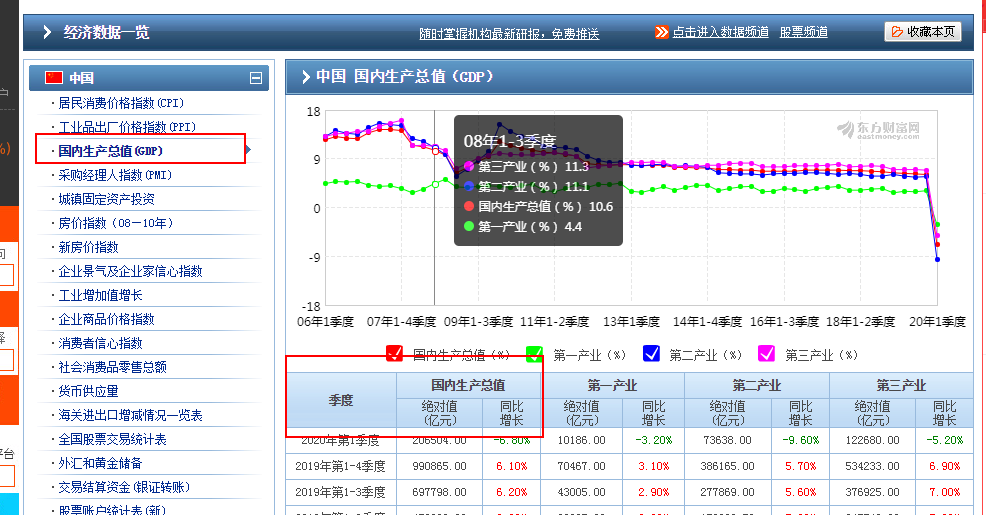 经济数据一览
随时掌握机构最新研报，免费推送
点击进入数据频道 股票频道
收藏本页
中国
·居民消费价格指数(CPI)
·工业品出厂价格指数(PPI)
·国内生产总值(GDP)
·采购经理人指数(PMI)
·城镇固定资产投资
·房价指数（08－10年）
·新房价指数
·企业景气及企业家信心指数
·工业增加值增长
·企业商品价格指数
·消费者信心指数
·社会消费品零售总额
·货币供应量
·海关进出口增减情况一览表
·全国股票交易统计表
·外汇和黄金储备
·交易结算资金(银证转账)
·股票账户统计表(新)
中国 国内生产总值（GDP）
18
9
0
-9
-18
东方财富网
eastmoney.com
08年1-3季度
第三产业（%） 11.3
第二产业（%） 11.1
国内生产总值（%） 10.6
第一产业（%） 4.4
06年1季度 07年1-4季度 09年1-3季度 11年1-2季度 13年1季度 14年1-4季度 16年1-3季度 18年1-2季度 20年1季度
国内生产总值（%） 第一产业（%） 第二产业（%） 第三产业（%）
季度 国内生产总值 第一产业 第二产业 第三产业
绝对值 同比 绝对值 同比 绝对值 同比 绝对值 同比
（亿元） 增长 （亿元） 增长 （亿元） 增长 （亿元） 增长
2020年第1季度 206504.00 -6.80% 10186.00 -3.20% 73638.00 -9.60% 122680.00 -5.20%
2019年第1-4季度 990865.00 6.10% 70467.00 3.10% 386165.00 5.70% 534233.00 6.90%
2019年第1-3季度 697798.00 6.20% 43005.00 2.90% 277869.00 5.60% 376925.00 7.00%
户
%)
问
平台